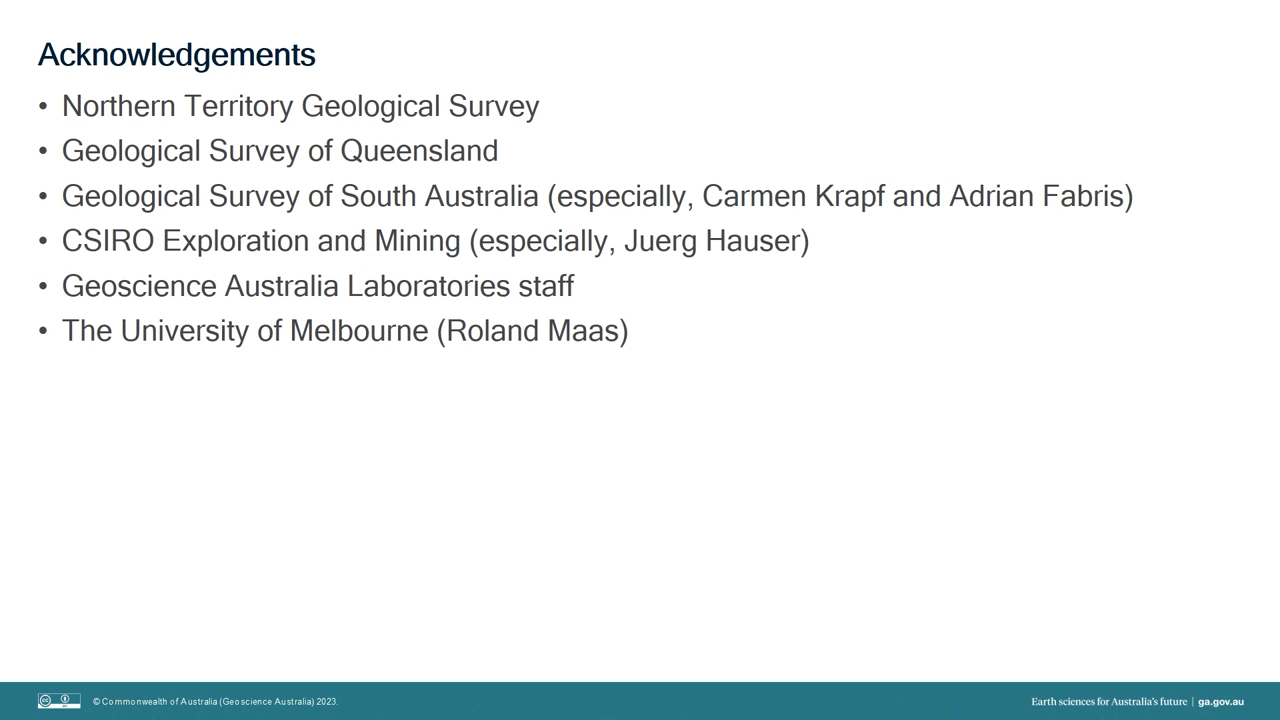 Acknowledgements
• Northern Territory Geological Survey
• Geological Survey of Queensland
• Geological Survey of South Australia (especially, Carmen Krapf and Adrian Fabris)
• CSIRO Exploration and Mining (especially, Juerg Hauser)
• Geoscience Australia Laboratories staff
• The University of Melbourne (Roland Maas)
cc BY © Commonwealth of Australia (Geoscience Australia) 2023.
Earth sciences for Australia's future | ga.gov.au